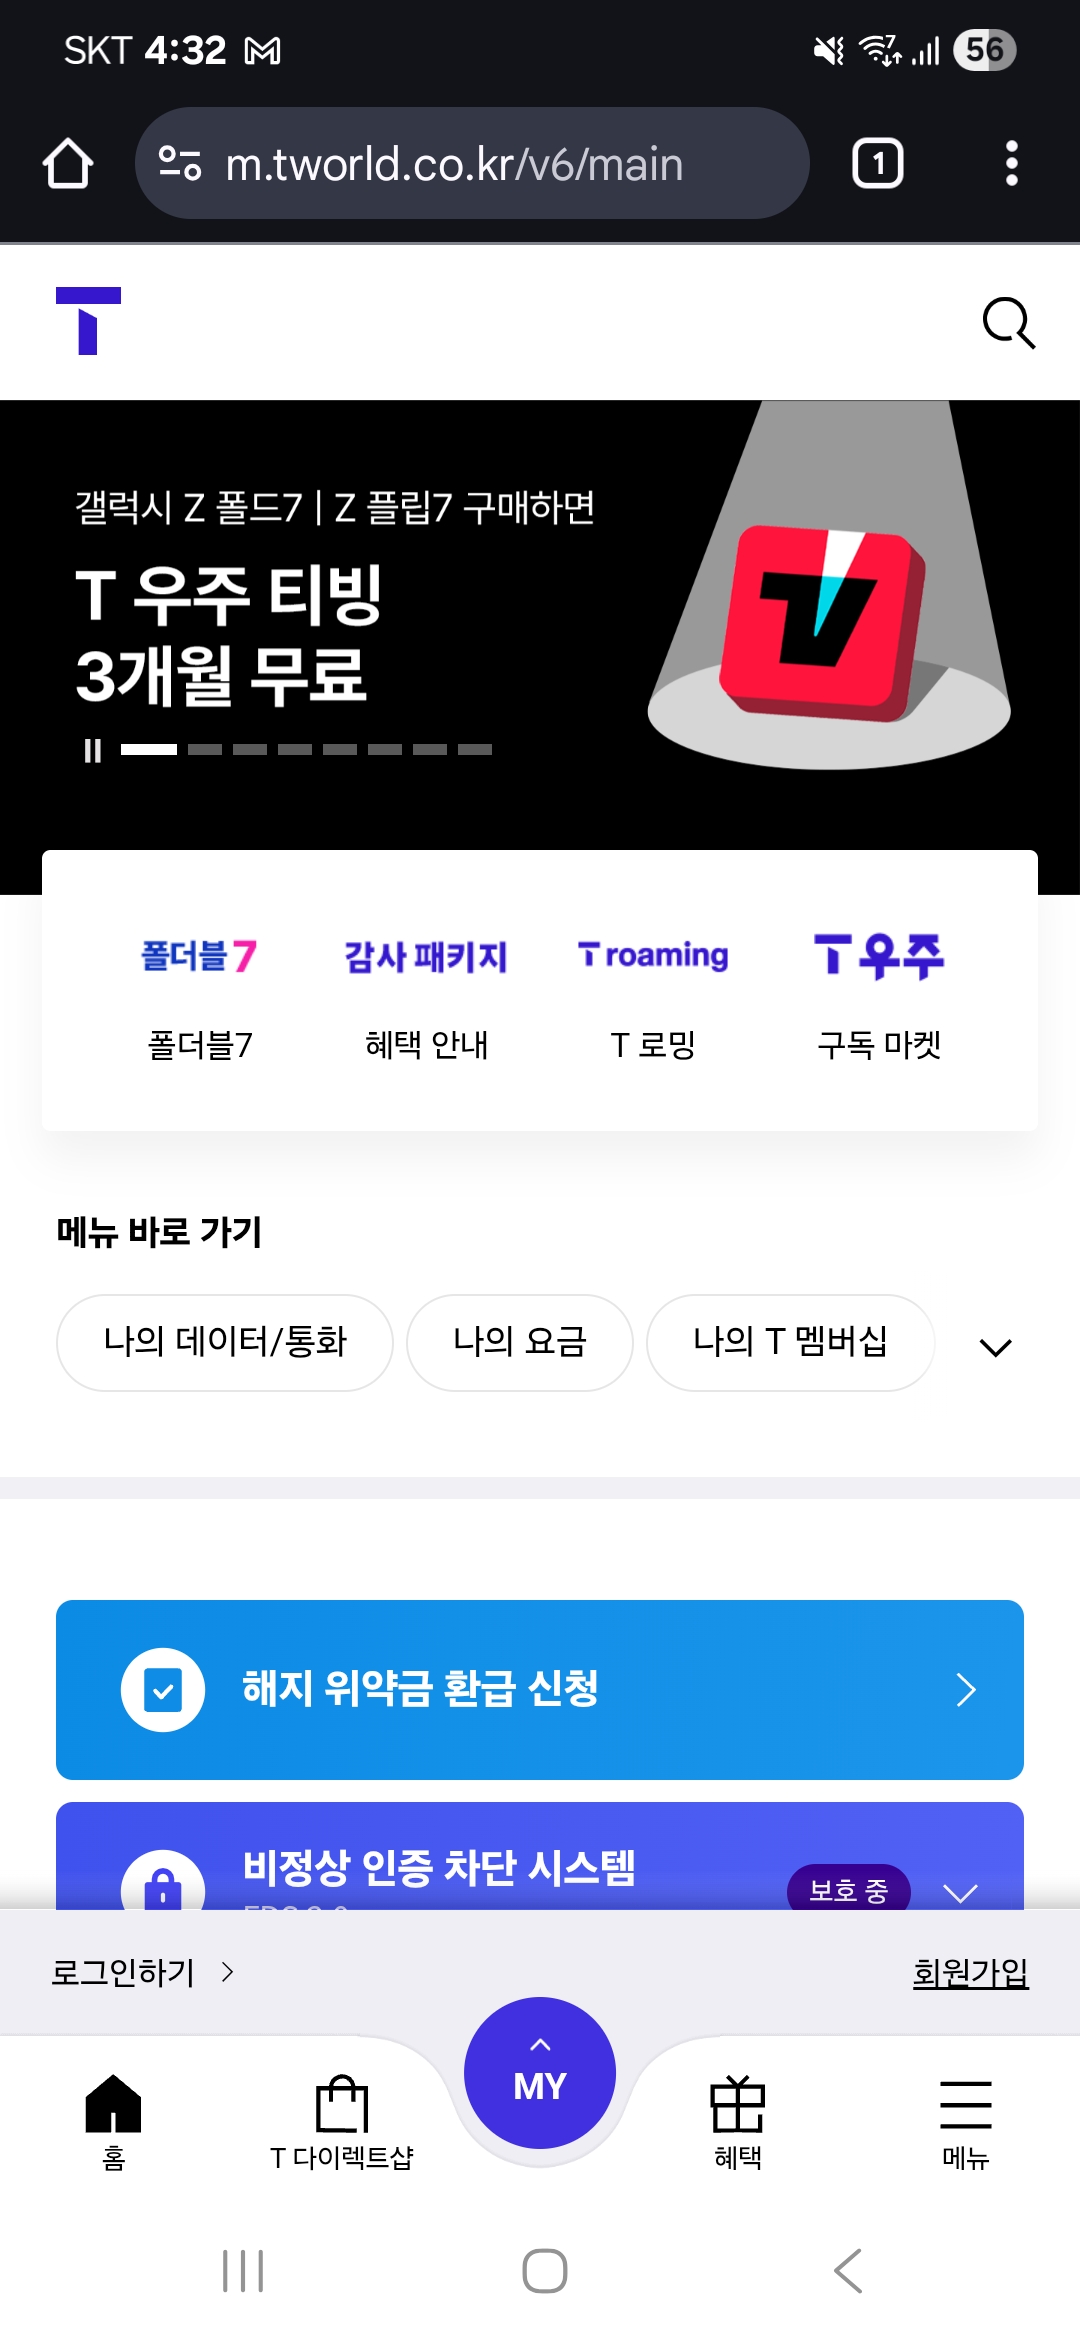 SKT 4:32
56
m.tworld.co.kr/v6/main
1
T
갤럭시 Z 폴드7 | Z 플립7 구매하면
T 우주 티빙
3개월 무료
폴더블7
감사 패키지
T roaming
T우주
폴더블7
혜택 안내
T 로밍
구독 마켓
메뉴 바로 가기
나의 데이터/통화
나의 요금
나의 T 멤버십
해지 위약금 환급 신청
비정상 인증 차단 시스템
보호 중
로그인하기
회원가입
MY
홈
T 다이렉트샵
혜택
메뉴